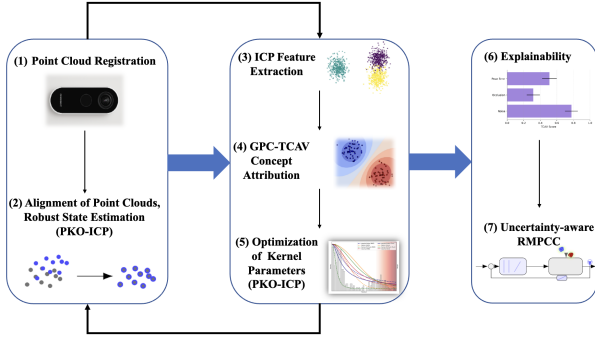 (1) Point Cloud Registration
(2) Alignment of Point Clouds,
Robust State Estimation
(PKO-ICP)
(3) ICP Feature
Extraction
(4) GPC-TCAV
Concept
Attribution
(5) Optimization
of Kernel
Parameters
(PKO-ICP)
(6) Explainability
(7) Uncertainty-aware
RMPCC